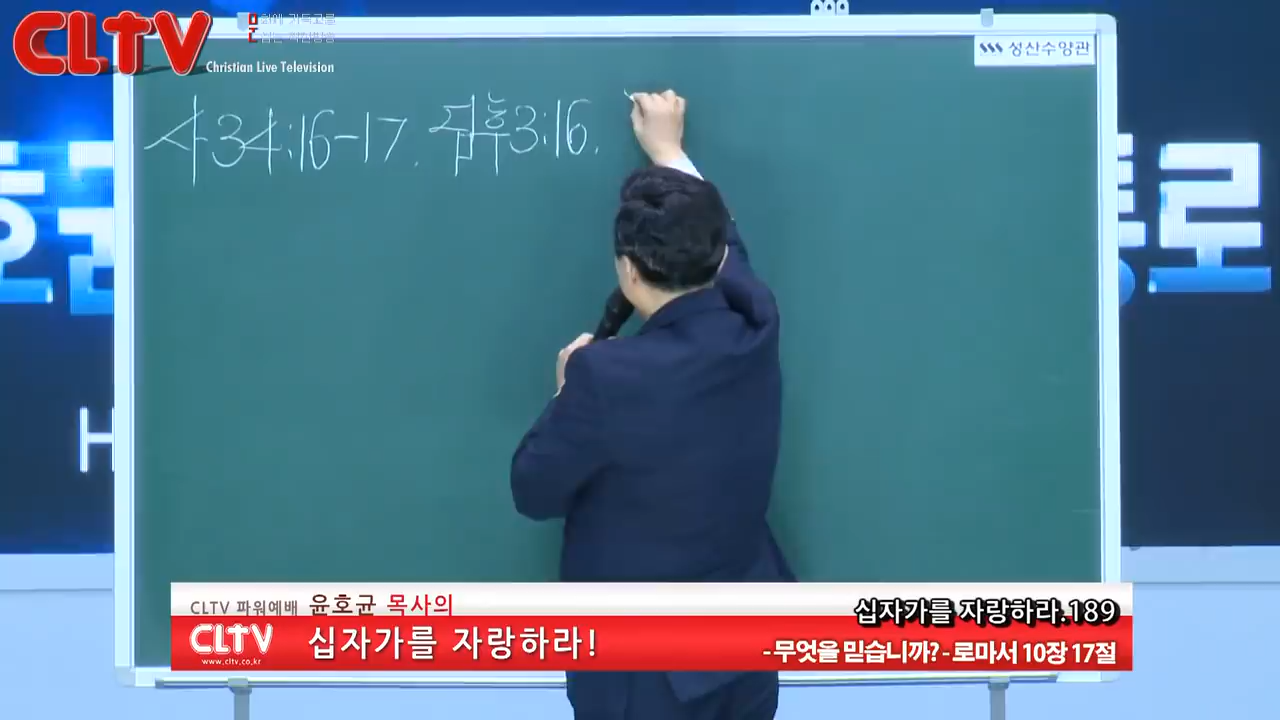 CLTV
Christian Live Television
성산수양관
사34:16-17. 딤후3:16.
통로
H
CLTV 파워예배 윤호균 목사의
십자가를 자랑하라.189
CLTV
www.cltv.co.kr
십자가를 자랑하라!
-무엇을 믿습니까?- 로마서 10장 17절